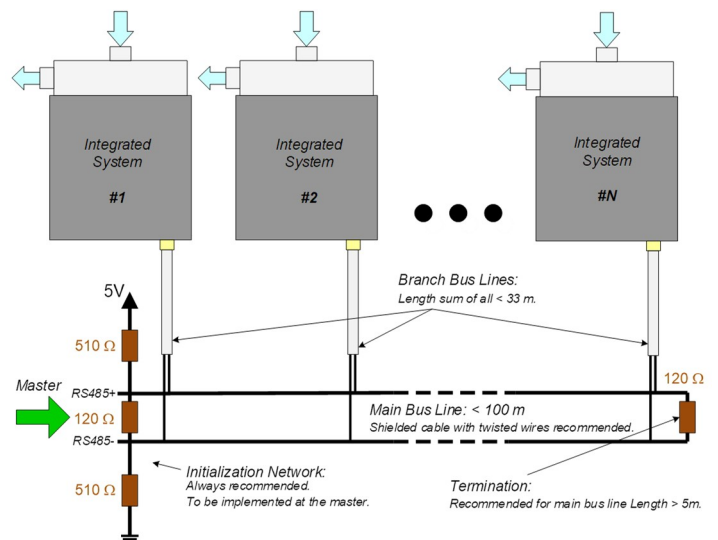 Integrated
System
#1
Integrated
System
#2
Integrated
System
#N
Branch Bus Lines:
Length sum of all < 33 m.
5V
510 Ω
120 Ω
Master
RS485+
120 Ω
Main Bus Line: < 100 m
Shielded cable with twisted wires recommended.
RS485-
Initialization Network:
Always recommended.
To be implemented at the master.
510 Ω
Termination:
Recommended for main bus line Length > 5m.